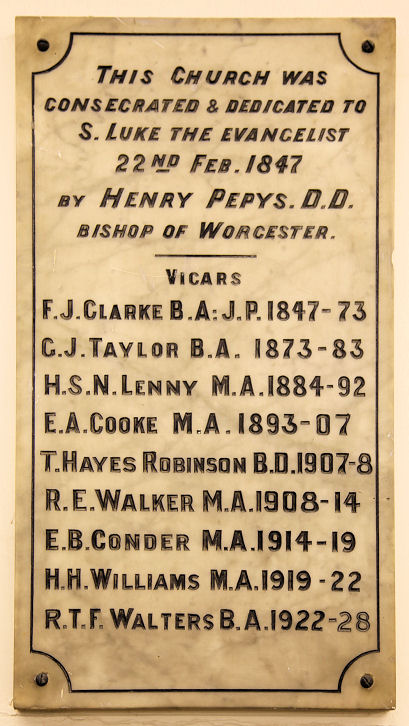 THIS CHURCH WAS
CONSECRATED & DEDICATED TO
S. LUKE THE EVANGELIST
22ND FEB. 1847
BY HENRY PEPYS. D.D.
BISHOP OF WORCESTER.
VICARS
F.J. CLARKE B.A: J.P. 1847-73
C.J. TAYLOR B.A. 1873-83
H.S.N. LENNY M.A. 1884-92
E.A. COOKE M.A. 1893-07
T. HAYES ROBINSON B.D. 1907-8
R.E. WALKER M.A. 1908-14
E.B. CONDER M.A. 1914-19
H.H. WILLIAMS M.A. 1919-22
R.T.F. WALTERS B.A. 1922-28